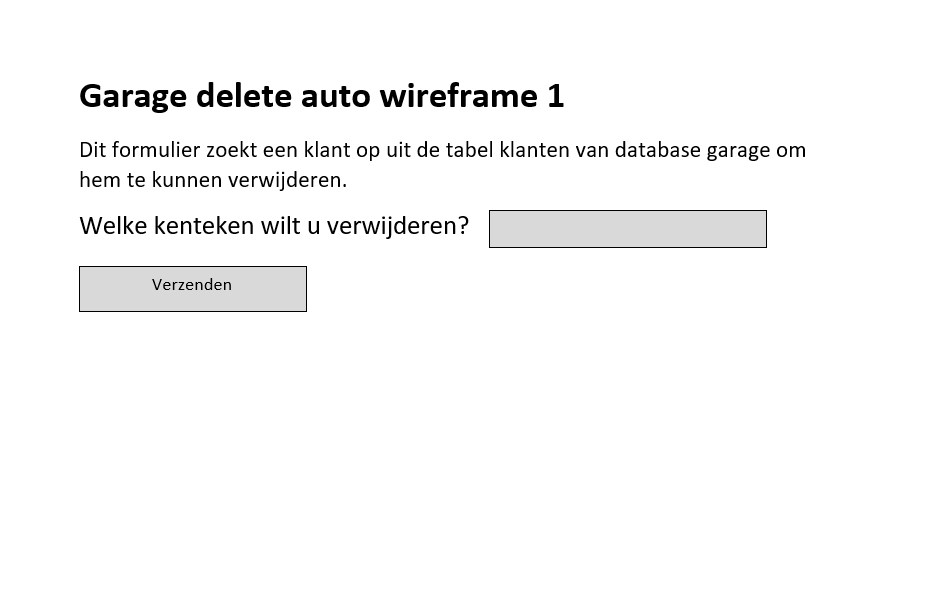 Garage delete auto wireframe 1
Dit formulier zoekt een klant op uit de tabel klanten van database garage om
hem te kunnen verwijderen.
Welke kenteken wilt u verwijderen?
Verzenden